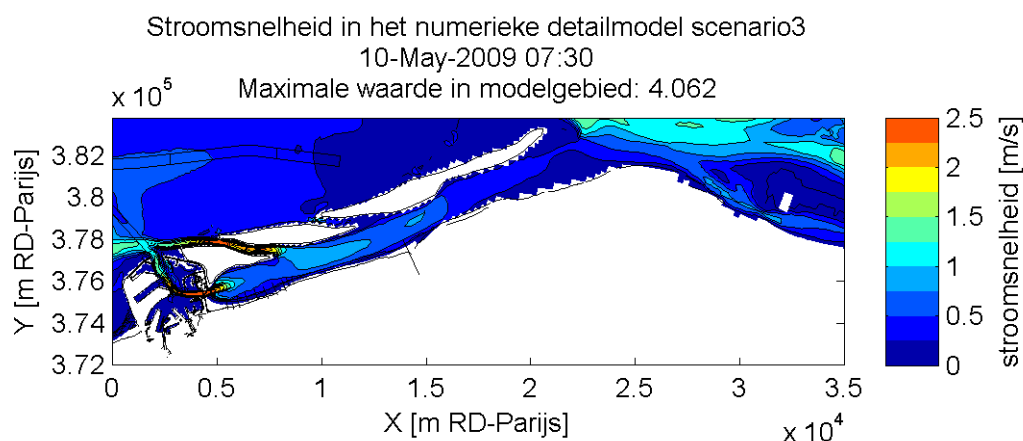 Stroomsnelheid in het numerieke detailmodel scenario3
10-May-2009 07:30
Maximale waarde in modelgebied: 4.062
x 10^5
3.82
3.8
3.78
3.76
3.74
3.72
Y [m RD-Parijs]
0 0.5 1 1.5 2 2.5 3 3.5
X [m RD-Parijs]
x 10^4
2.5
2
1.5
1
0.5
0
stroomsnelheid [m/s]